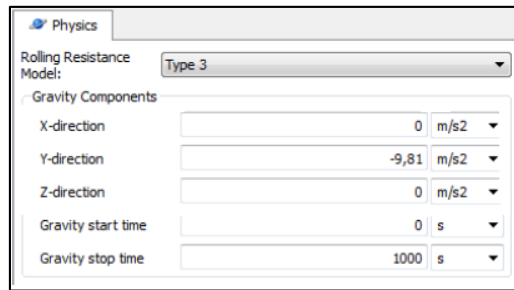 Physics
Rolling Resistance
Model:
Type 3
Gravity Components
X-direction 0 m/s2
Y-direction -9,81 m/s2
Z-direction 0 m/s2
Gravity start time 0 s
Gravity stop time 1000 s